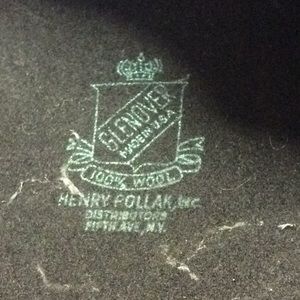 GLENOVER
MADE IN U.S.A.
100% WOOL
HENRY POLLAK, Inc.
DISTRIBUTORS
FIFTH AVE., N.Y.